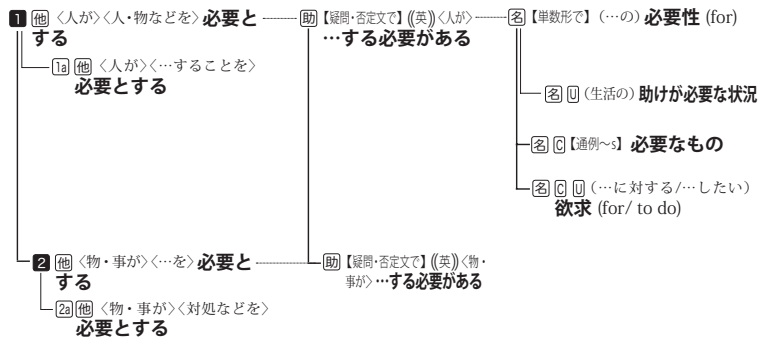 1 他 〈人が〉〈人・物などを〉必要と
する
1a 他 〈人が〉〈…することを〉
必要とする
助【疑問・否定文で】((英))〈人が〉
…する必要がある
名【単数形で】(…の) 必要性 (for)
名 U (生活の) 助けが必要な状況
名 C【通例~s】必要なもの
名 C U (…に対する/…したい)
欲求 (for/ to do)
2 他 〈物・事が〉〈…を〉必要と
する
2a 他 〈物・事が〉〈対処などを〉
必要とする
助【疑問・否定文で】((英))〈物・
事が〉…する必要がある